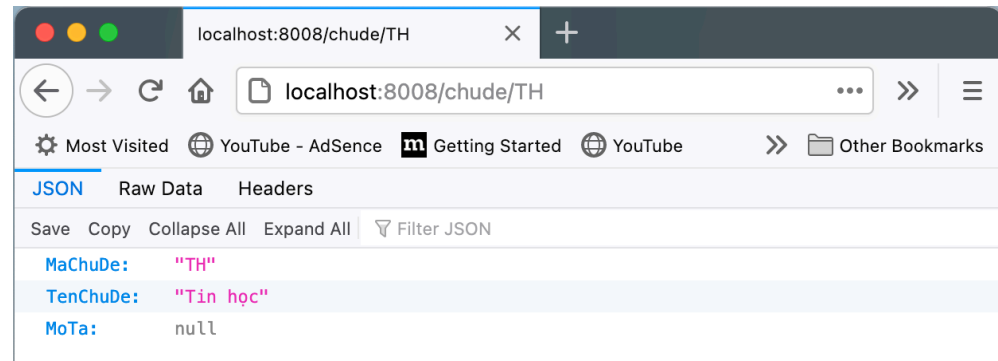 localhost:8008/chude/TH
localhost:8008/chude/TH
Most Visited YouTube - AdSence m Getting Started YouTube Other Bookmarks
JSON Raw Data Headers
Save Copy Collapse All Expand All Filter JSON
MaChuDe: "TH"
TenChuDe: "Tin học"
MoTa: null